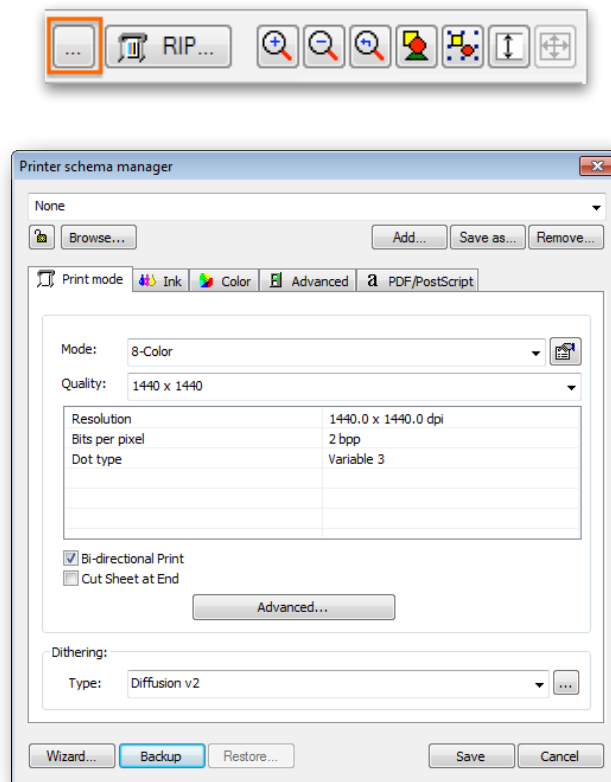 ... RIP...
Printer schema manager
None
Browse... Add... Save as... Remove...
Print mode Ink Color Advanced a PDF/PostScript
Mode: 8-Color
Quality: 1440 x 1440
Resolution 1440.0 x 1440.0 dpi
Bits per pixel 2 bpp
Dot type Variable 3
Bi-directional Print
Cut Sheet at End
Advanced...
Dithering:
Type: Diffusion v2 ...
Wizard... Backup Restore... Save Cancel